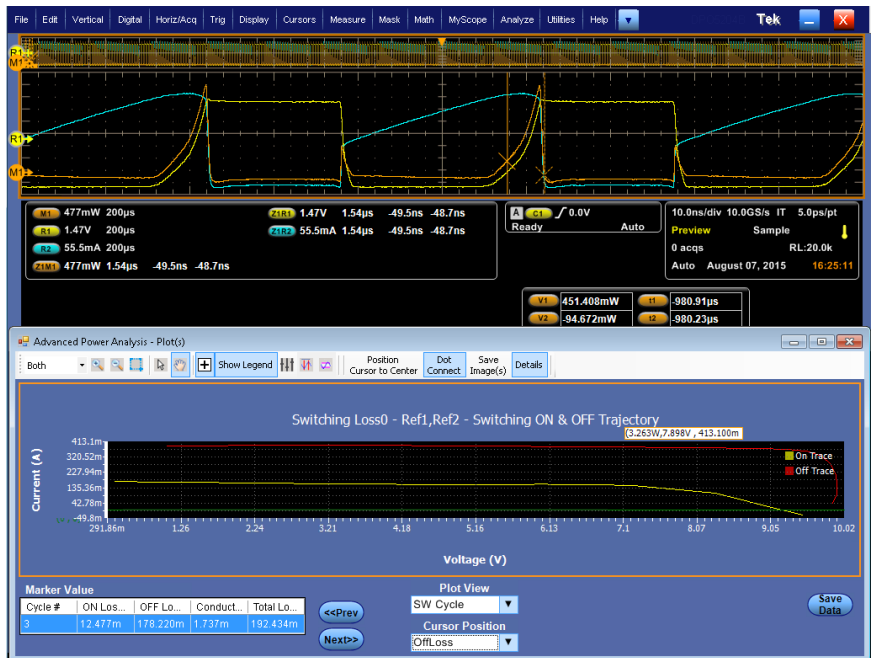 File Edit Vertical Digital Horiz/Acq Trig Display Cursors Measure Mask Math MyScope Analyze Utilities Help Tek X
R1
M1
R1
M1
M1 477mW 200µs Z1R1 1.47V 1.54µs -49.5ns -48.7ns A C1 0.0V 10.0ns/div 10.0GS/s IT 5.0ps/pt
R1 1.47V 200µs Z1R2 55.5mA 1.54µs -49.5ns -48.7ns Ready Auto Preview Sample
R2 55.5mA 200µs 0 acqs RL:20.0k
Z1M1 477mW 1.54µs -49.5ns -48.7ns Auto August 07, 2015 16:25:11
V1 451.408mW t1 -980.91µs
V2 -94.672mW t2 -980.23µs
Advanced Power Analysis - Plot(s)
Both Show Legend Position Cursor to Center Dot Connect Save Image(s) Details
Switching Loss0 - Ref1,Ref2 - Switching ON & OFF Trajectory
(3.263W,7.898V , 413.100m
413.1m
320.52m
227.94m
135.36m
42.78m
-49.8m
Current (A)
On Trace
Off Trace
291.86m 1.26 2.24 3.21 4.18 5.16 6.13 7.1 8.07 9.05 10.02
Voltage (V)
Marker Value
Cycle # ON Los... OFF Lo... Conduct... Total Lo...
3 12.477m 178.220m 1.737m 192.434m
<<Prev
Next>>
Plot View
SW Cycle
Cursor Position
OffLoss
Save
Data